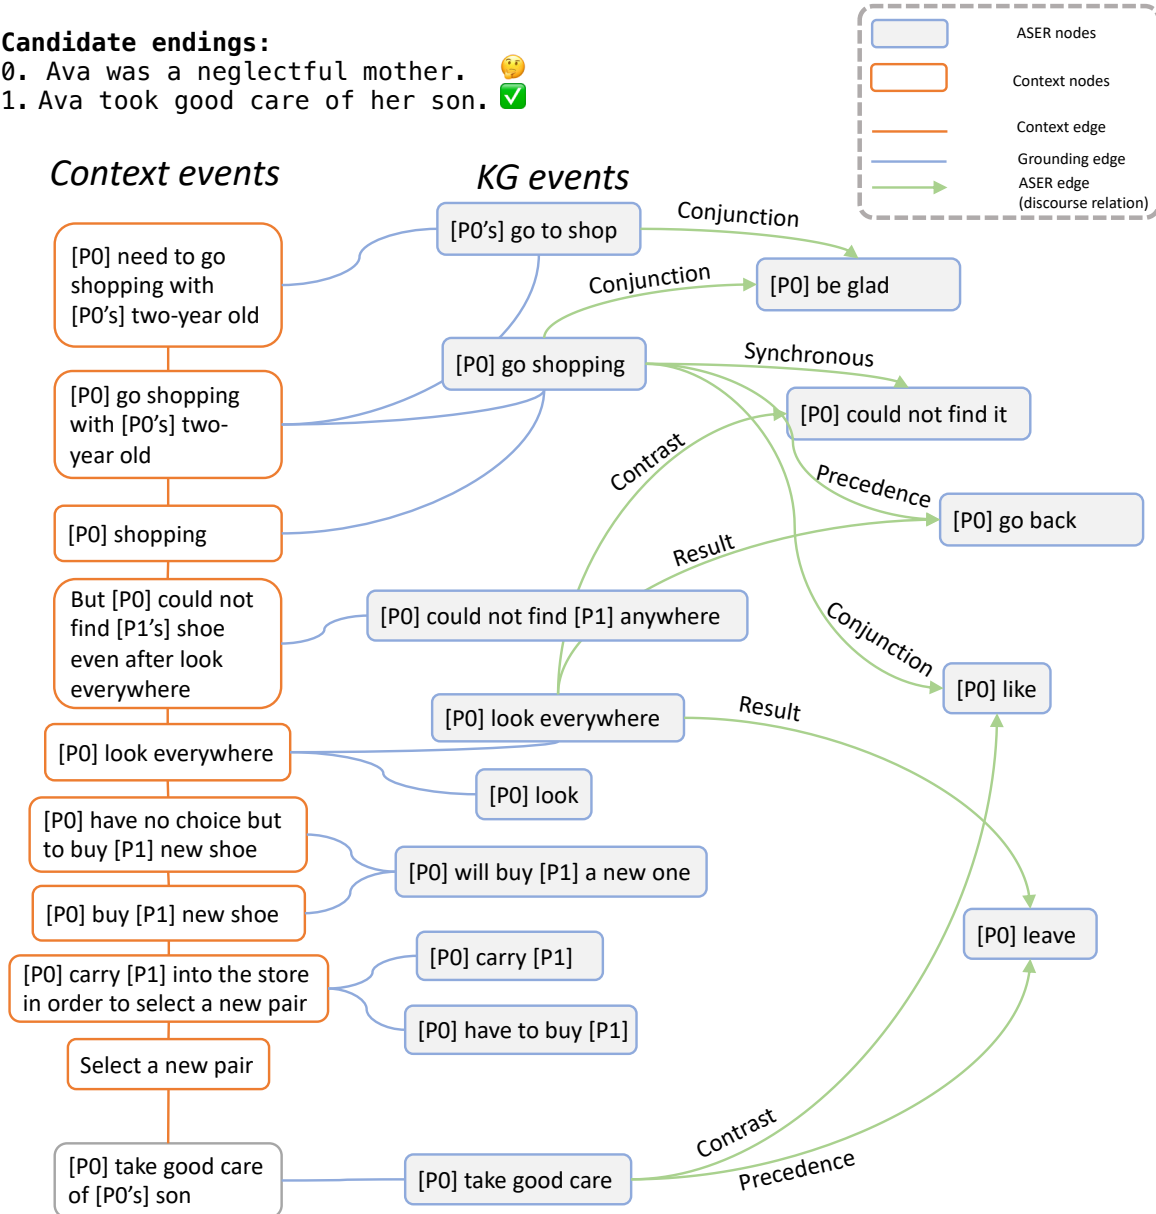 Candidate endings:
0. Ava was a neglectful mother. 🤔
1. Ava took good care of her son. ✅
ASER nodes
Context nodes
Context edge
Grounding edge
ASER edge
(discourse relation)
Context events
KG events
[P0] need to go
shopping with
[P0's] two-year old
[P0] go shopping
with [P0's] two-
year old
[P0] shopping
But [P0] could not
find [P1's] shoe
even after look
everywhere
[P0] look everywhere
[P0] have no choice but
to buy [P1] new shoe
[P0] buy [P1] new shoe
[P0] carry [P1] into the store
in order to select a new pair
Select a new pair
[P0] take good care
of [P0's] son
[P0's] go to shop
[P0] go shopping
[P0] could not find [P1] anywhere
[P0] look everywhere
[P0] look
[P0] will buy [P1] a new one
[P0] carry [P1]
[P0] have to buy [P1]
[P0] take good care
Conjunction
Conjunction
Synchronous
Contrast
Precedence
Result
Conjunction
Result
Contrast
Precedence
[P0] be glad
[P0] could not find it
[P0] go back
[P0] like
[P0] leave